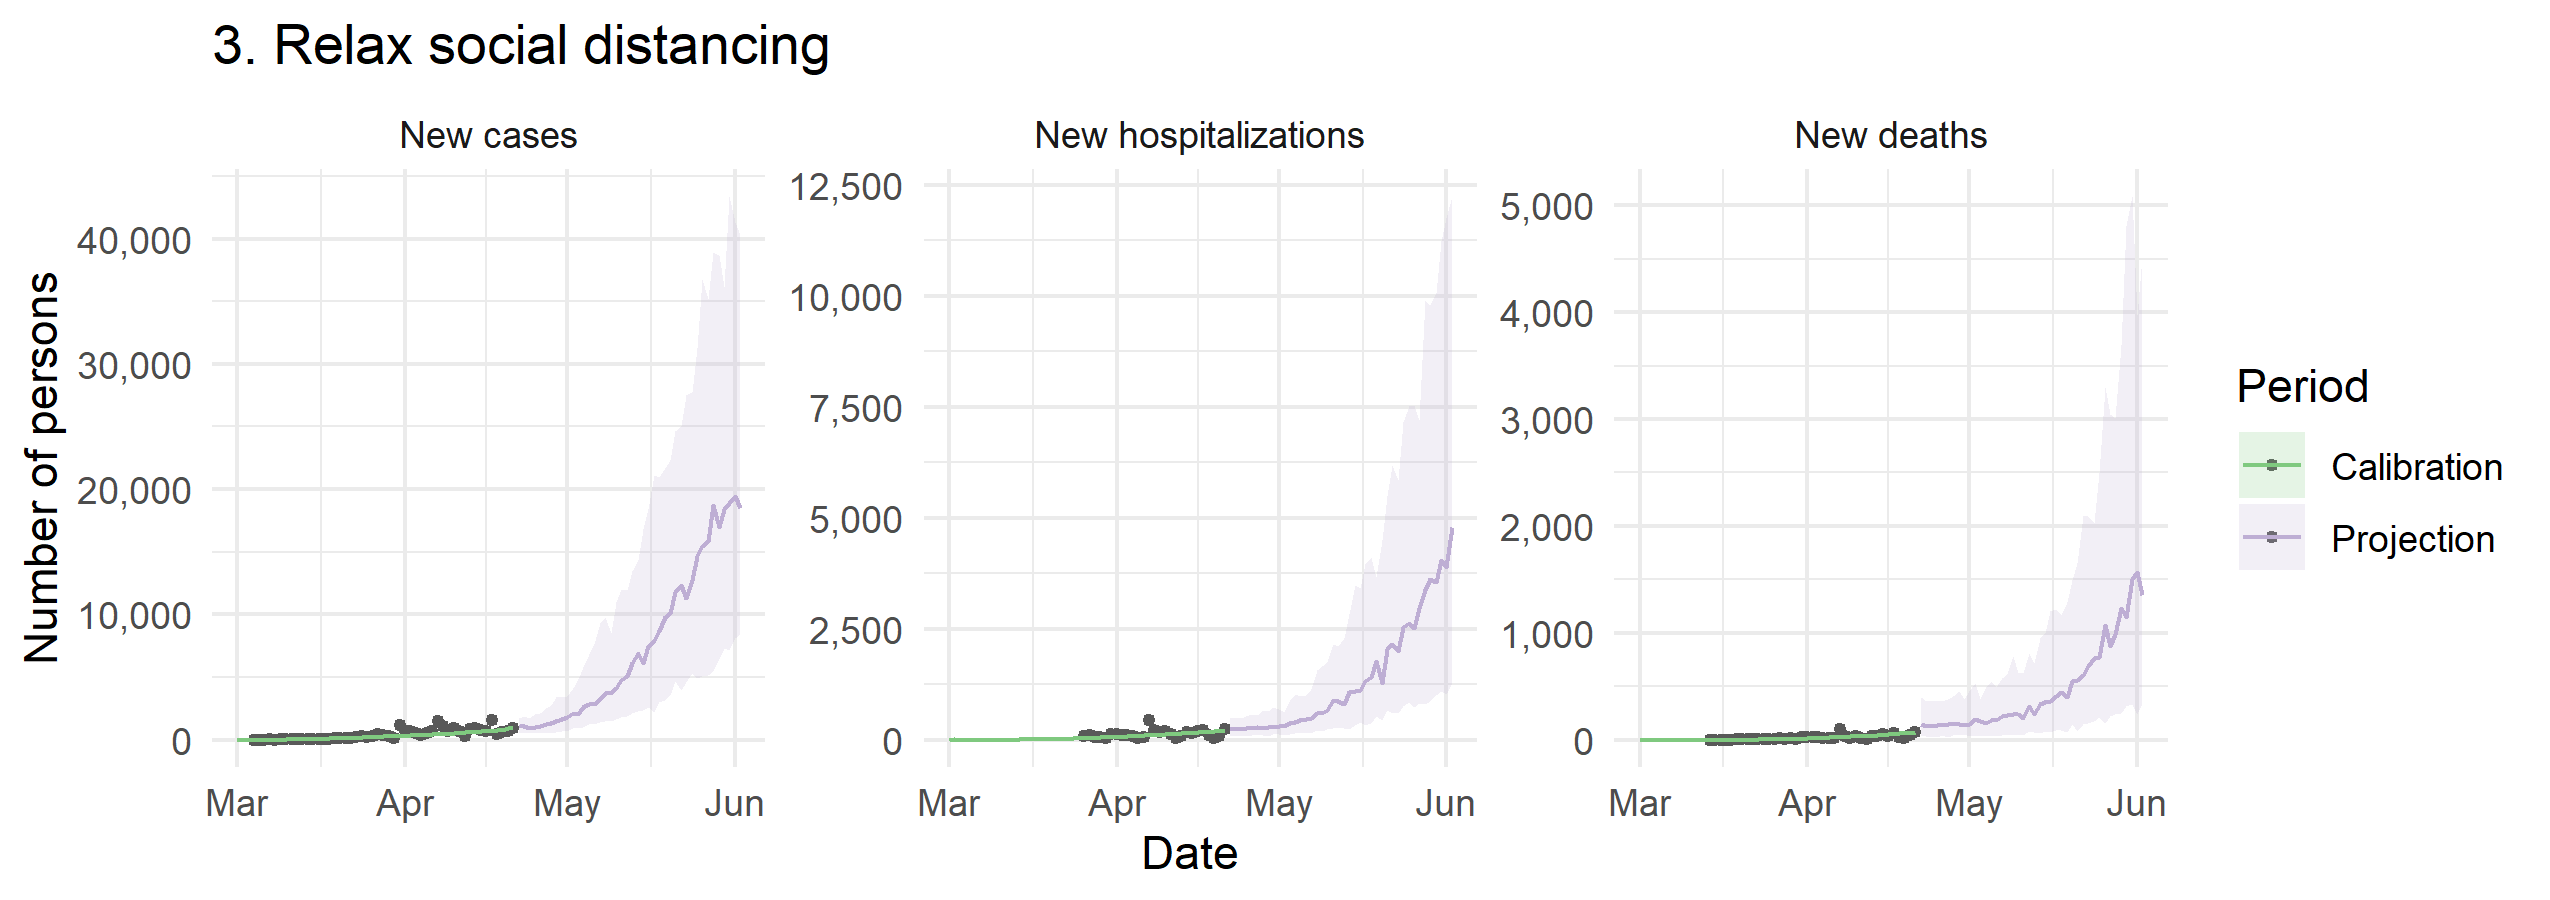 3. Relax social distancing
New cases
New hospitalizations
New deaths
Number of persons
40,000
30,000
20,000
10,000
0
12,500
10,000
7,500
5,000
2,500
0
5,000
4,000
3,000
2,000
1,000
0
Mar Apr May Jun
Mar Apr May Jun
Mar Apr May Jun
Date
Period
Calibration
Projection